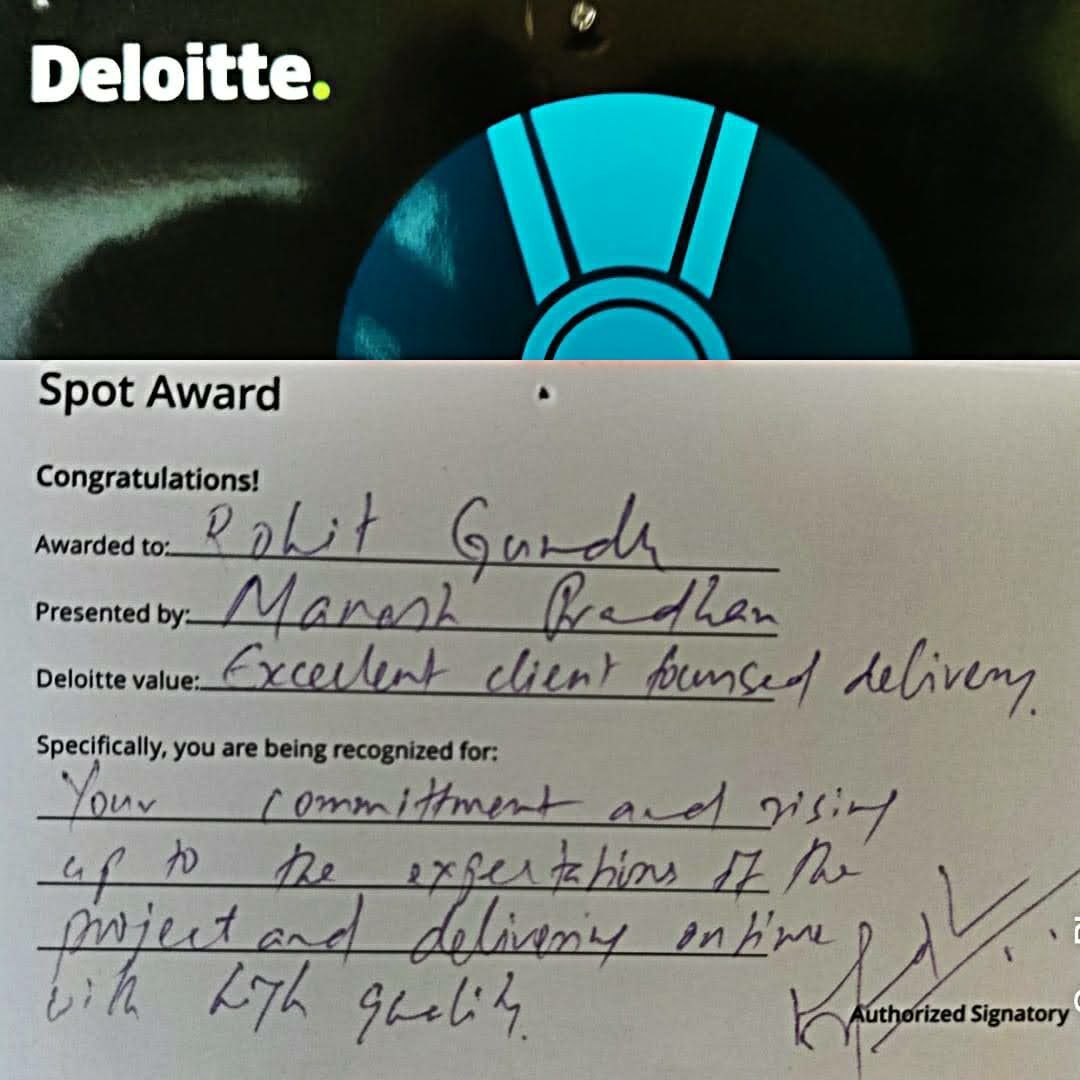 Deloitte.
Spot Award
Congratulations!
Awarded to: Rohit Gandh
Presented by: Manash Pradhan
Deloitte value: Excellent client focussed delivery.
Specifically, you are being recognized for:
Your committment and rising
up to the expectations of the
project and delivering on time
with high quality.
Authorized Signatory